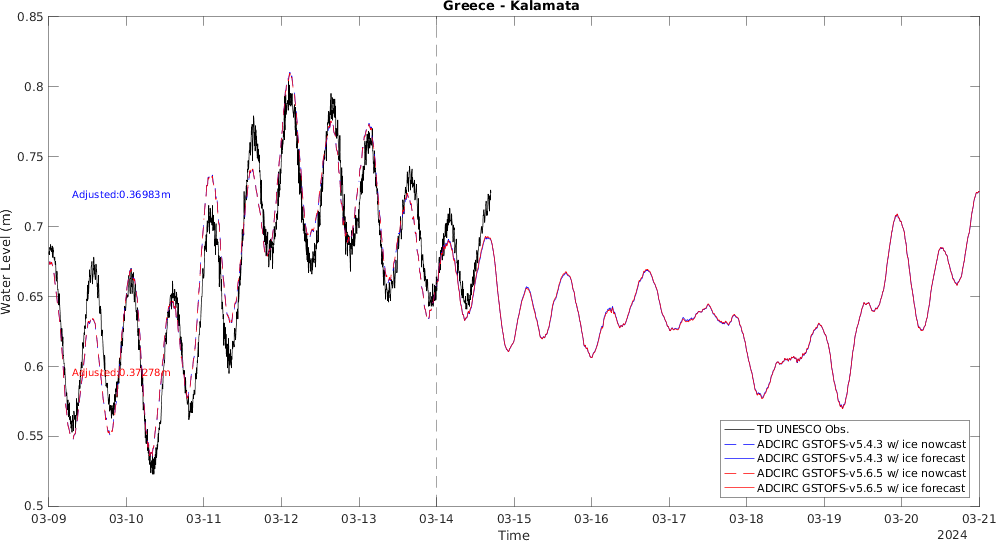 Greece - Kalamata
0.85
0.8
0.75
0.7
0.65
0.6
0.55
0.5
Water Level (m)
Adjusted:0.36983m
Adjusted:0.37278m
TD UNESCO Obs.
ADCIRC GSTOFS-v5.4.3 w/ ice nowcast
ADCIRC GSTOFS-v5.4.3 w/ ice forecast
ADCIRC GSTOFS-v5.6.5 w/ ice nowcast
ADCIRC GSTOFS-v5.6.5 w/ ice forecast
03-09 03-10 03-11 03-12 03-13 03-14 03-15 03-16 03-17 03-18 03-19 03-20 03-21
Time
2024